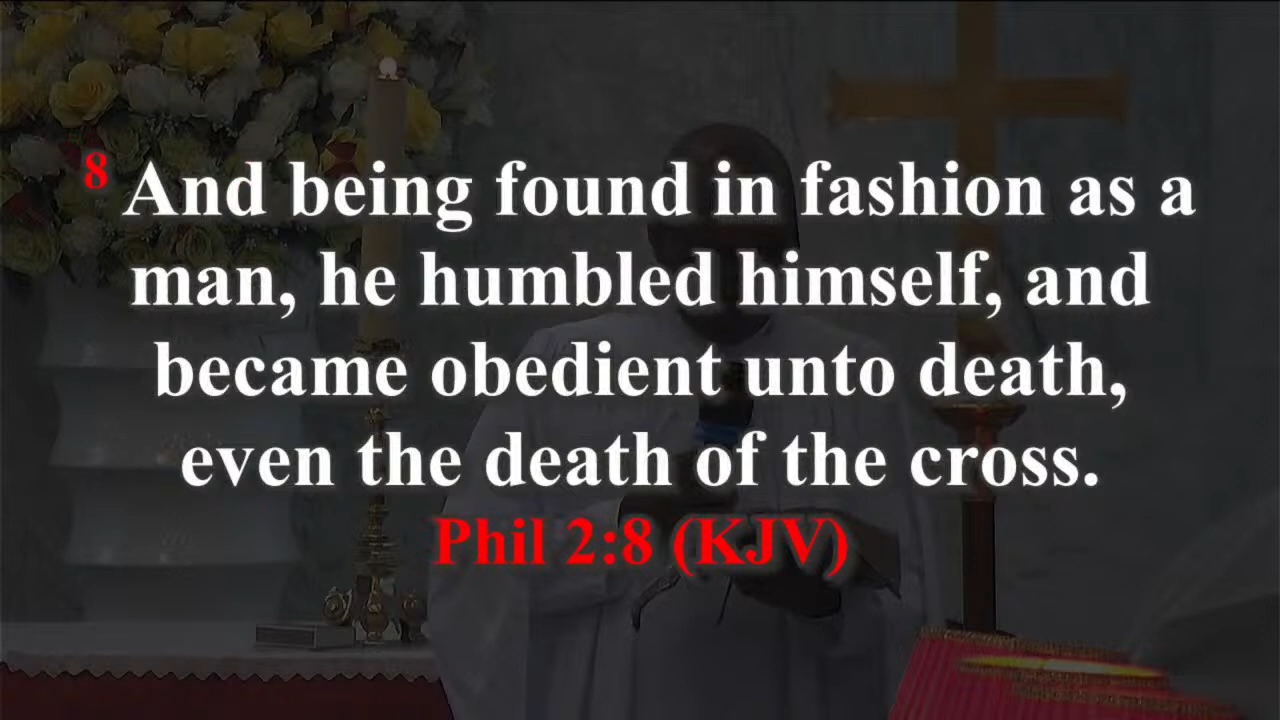 8 And being found in fashion as a
man, he humbled himself, and
became obedient unto death,
even the death of the cross.
Phil 2:8 (KJV)